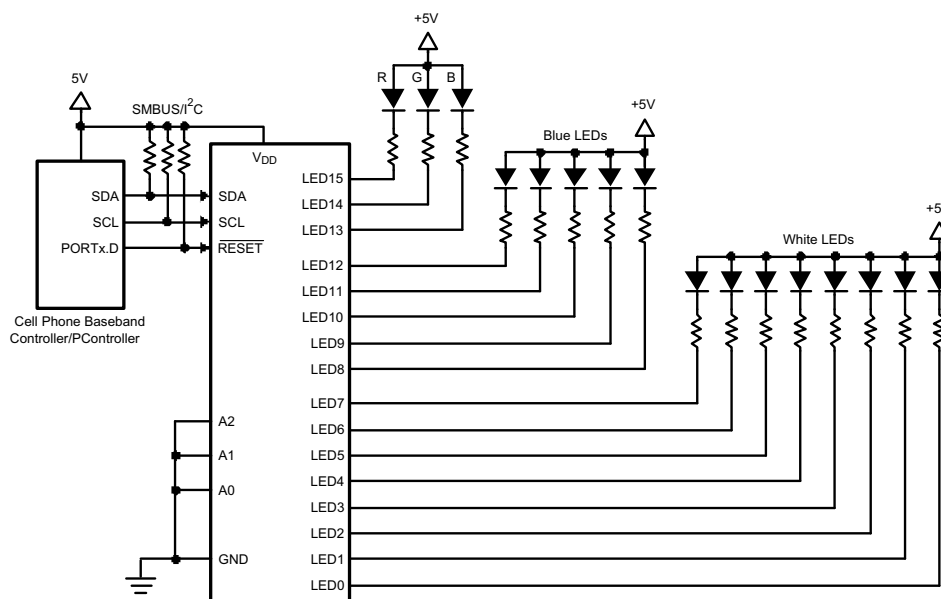 +5V
5V
R G B
SMBUS/I²C
+5V
Blue LEDs
VDD
LED15
SDA SDA
LED14
SCL SCL
+5V
LED13
PORTx.D RESET
White LEDs
LED12
LED11
LED10
Cell Phone Baseband
Controller/PController
LED9
LED8
LED7
A2
LED6
A1
LED5
LED4
A0
LED3
LED2
GND
LED1
LED0